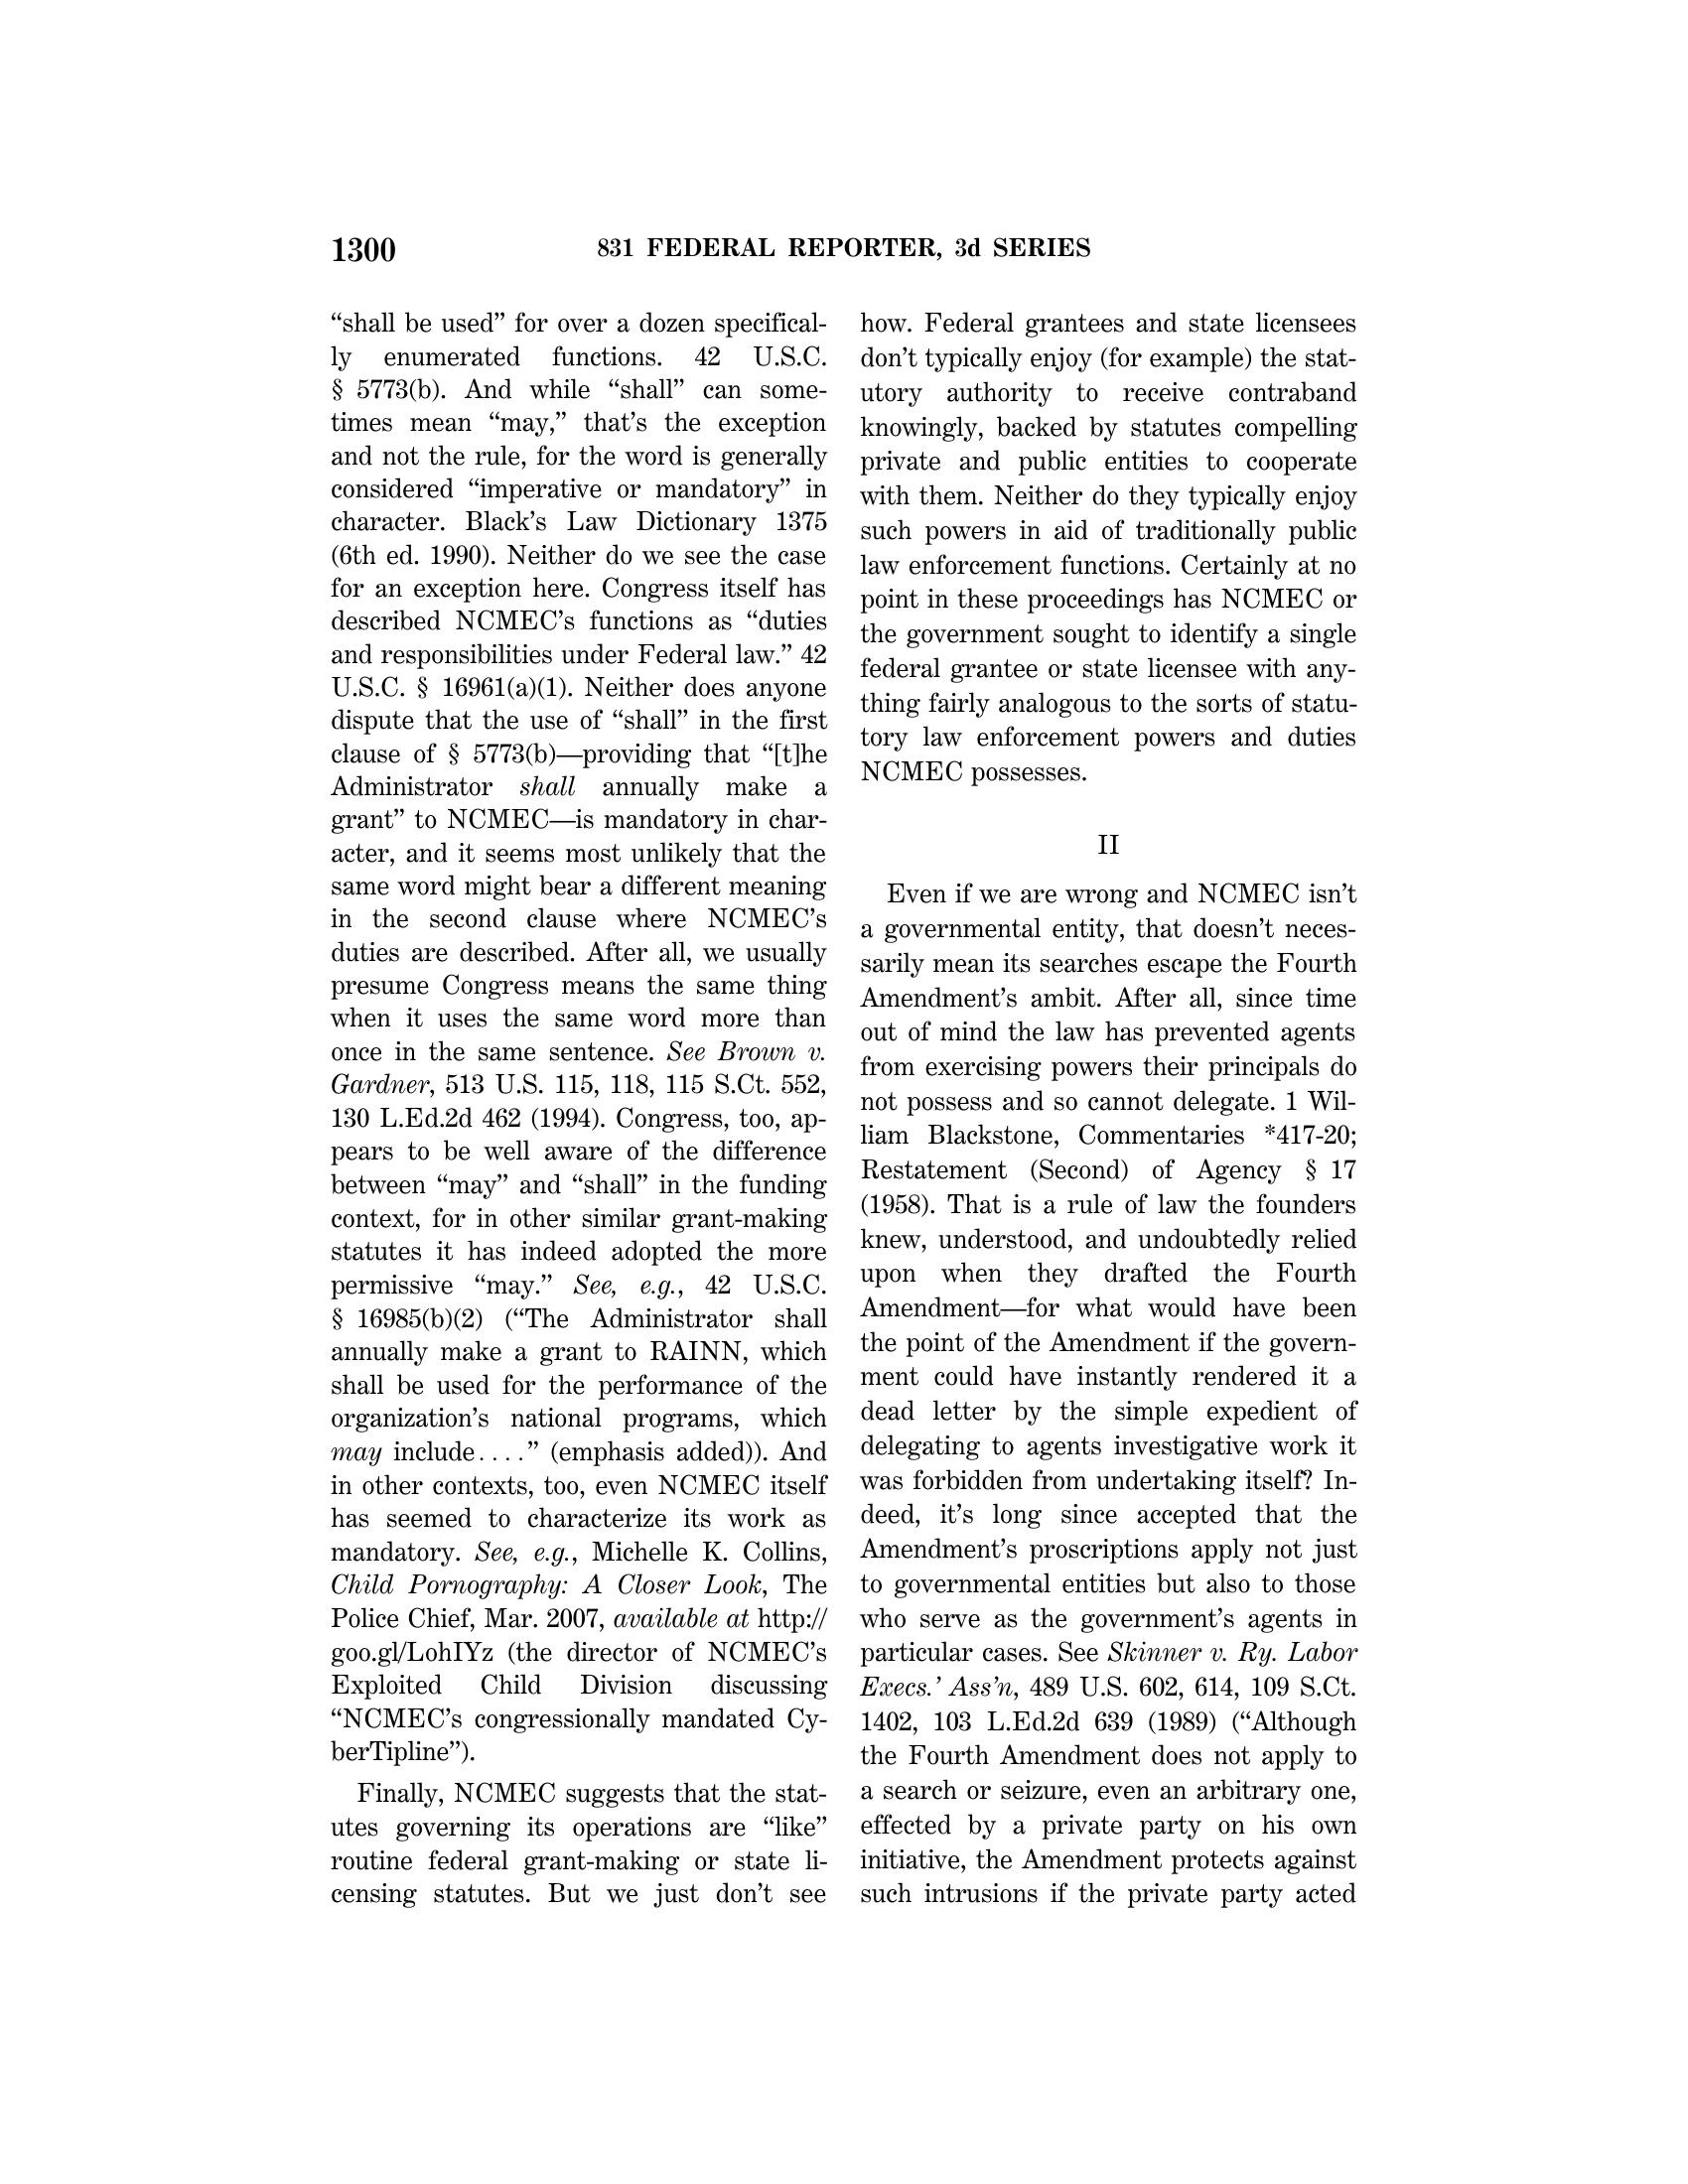 1300
831 FEDERAL REPORTER, 3d SERIES
“shall be used” for over a dozen specifical-
ly enumerated functions. 42 U.S.C.
§ 5773(b). And while “shall” can some-
times mean “may,” that’s the exception
and not the rule, for the word is generally
considered “imperative or mandatory” in
character. Black’s Law Dictionary 1375
(6th ed. 1990). Neither do we see the case
for an exception here. Congress itself has
described NCMEC’s functions as “duties
and responsibilities under Federal law.” 42
U.S.C. § 16961(a)(1). Neither does anyone
dispute that the use of “shall” in the first
clause of § 5773(b)—providing that “[t]he
Administrator shall annually make a
grant” to NCMEC—is mandatory in char-
acter, and it seems most unlikely that the
same word might bear a different meaning
in the second clause where NCMEC’s
duties are described. After all, we usually
presume Congress means the same thing
when it uses the same word more than
once in the same sentence. See Brown v.
Gardner, 513 U.S. 115, 118, 115 S.Ct. 552,
130 L.Ed.2d 462 (1994). Congress, too, ap-
pears to be well aware of the difference
between “may” and “shall” in the funding
context, for in other similar grant-making
statutes it has indeed adopted the more
permissive “may.” See, e.g., 42 U.S.C.
§ 16985(b)(2) (“The Administrator shall
annually make a grant to RAINN, which
shall be used for the performance of the
organization’s national programs, which
may include . . . .” (emphasis added)). And
in other contexts, too, even NCMEC itself
has seemed to characterize its work as
mandatory. See, e.g., Michelle K. Collins,
Child Pornography: A Closer Look, The
Police Chief, Mar. 2007, available at http://
goo.gl/LohIYz (the director of NCMEC’s
Exploited Child Division discussing
“NCMEC’s congressionally mandated Cy-
berTipline”).
Finally, NCMEC suggests that the stat-
utes governing its operations are “like”
routine federal grant-making or state li-
censing statutes. But we just don’t see
how. Federal grantees and state licensees
don’t typically enjoy (for example) the stat-
utory authority to receive contraband
knowingly, backed by statutes compelling
private and public entities to cooperate
with them. Neither do they typically enjoy
such powers in aid of traditionally public
law enforcement functions. Certainly at no
point in these proceedings has NCMEC or
the government sought to identify a single
federal grantee or state licensee with any-
thing fairly analogous to the sorts of statu-
tory law enforcement powers and duties
NCMEC possesses.
II
Even if we are wrong and NCMEC isn’t
a governmental entity, that doesn’t neces-
sarily mean its searches escape the Fourth
Amendment’s ambit. After all, since time
out of mind the law has prevented agents
from exercising powers their principals do
not possess and so cannot delegate. 1 Wil-
liam Blackstone, Commentaries *417-20;
Restatement (Second) of Agency § 17
(1958). That is a rule of law the founders
knew, understood, and undoubtedly relied
upon when they drafted the Fourth
Amendment—for what would have been
the point of the Amendment if the govern-
ment could have instantly rendered it a
dead letter by the simple expedient of
delegating to agents investigative work it
was forbidden from undertaking itself? In-
deed, it’s long since accepted that the
Amendment’s proscriptions apply not just
to governmental entities but also to those
who serve as the government’s agents in
particular cases. See Skinner v. Ry. Labor
Execs.’ Ass’n, 489 U.S. 602, 614, 109 S.Ct.
1402, 103 L.Ed.2d 639 (1989) (“Although
the Fourth Amendment does not apply to
a search or seizure, even an arbitrary one,
effected by a private party on his own
initiative, the Amendment protects against
such intrusions if the private party acted